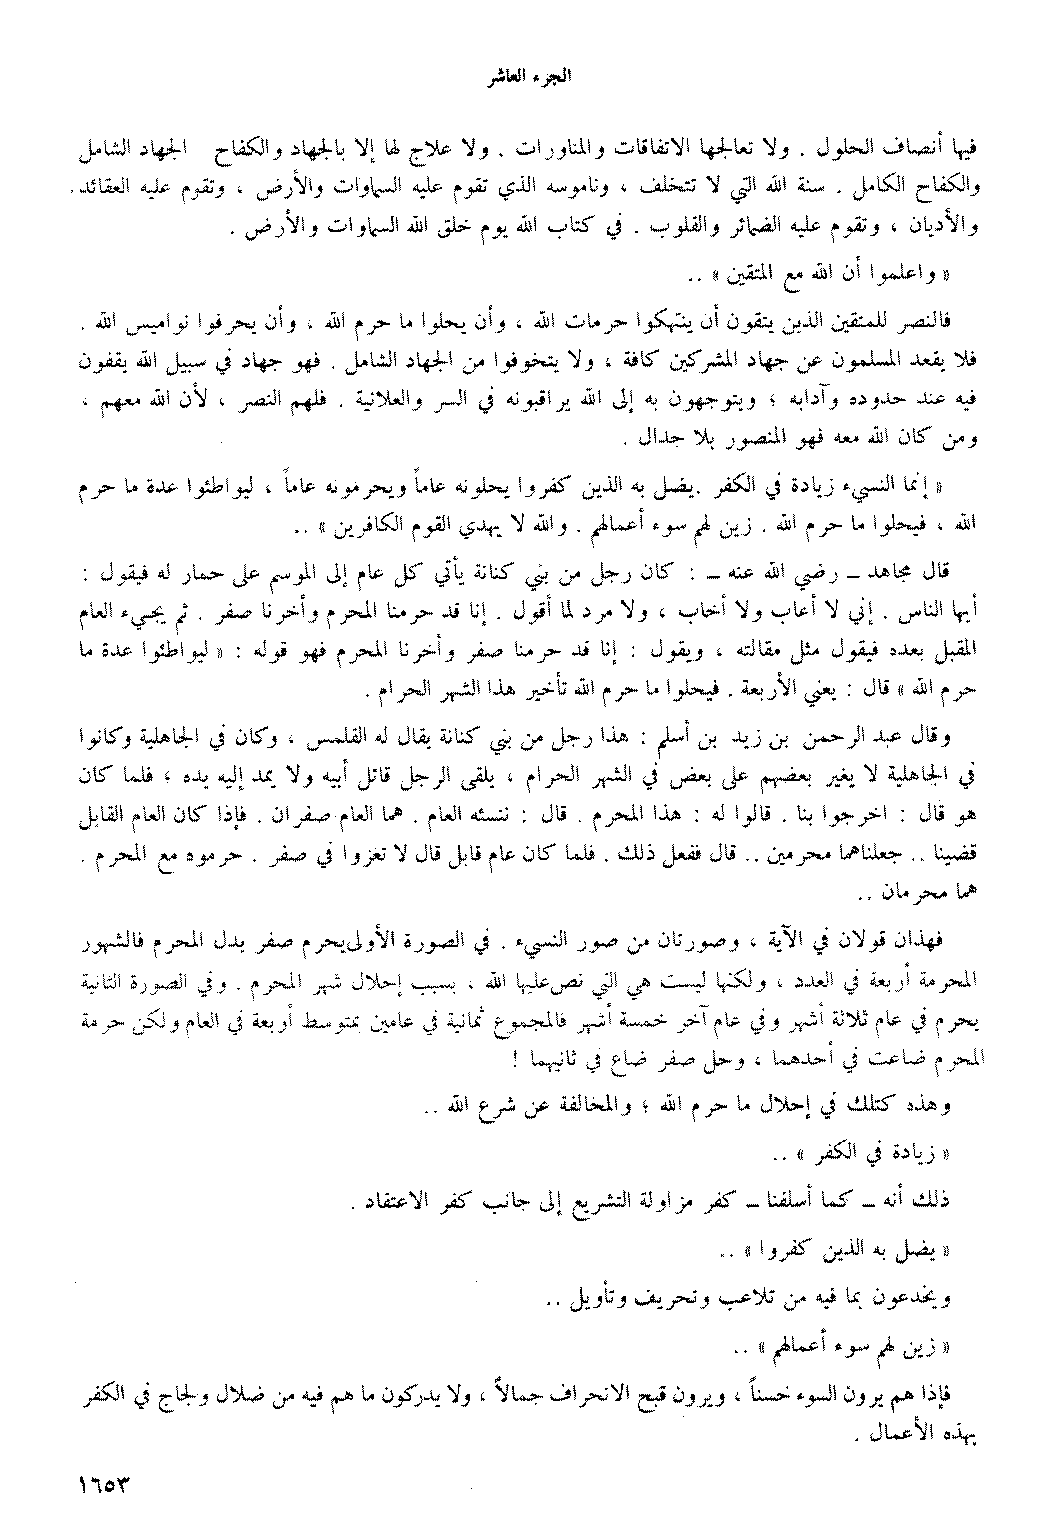 الجزء العاشر
فيها أنصاف الحلول . ولا تعالجها الاتفاقات والمناورات . ولا علاج لها إلا بالجهاد والكفاح الجهاد الشامل
والكفاح الكامل . سنة الله التي لا تتخلف ، وناموسه الذي تقوم عليه السماوات والأرض ، وتقوم عليه العقائد
والأديان ، وتقوم عليه الضمائر والقلوب . في كتاب الله يوم خلق الله السماوات والأرض .
« واعلموا أن الله مع المتقين » ..
فالنصر للمتقين الذين يتقون أن ينتهكوا حرمات الله ، وأن يحلوا ما حرم الله ، وأن يحرفوا نواميس الله .
فلا يقعد المسلمون عن جهاد المشركين كافة ، ولا يتخوفوا من الجهاد الشامل . فهو جهاد في سبيل الله يقفون
فيه عند حدوده وآدابه ؛ ويتوجهون به إلى الله يراقبونه في السر والعلانية . فلهم النصر ، لأن الله معهم ،
ومن كان الله معه فهو المنصور بلا جدال .
« إنما النسيء زيادة في الكفر .يضل به الذين كفروا يحلونه عاماً ويحرمونه عاماً ، ليواطئوا عدة ما حرم
الله ، فيحلوا ما حرم الله . زين لهم سوء أعمالهم . والله لا يهدي القوم الكافرين » ..
قال مجاهد – رضي الله عنه – : كان رجل من بني كنانة يأتي كل عام إلى الموسم على حمار له فيقول :
أيها الناس . إني لا أعاب ولا أخاب ، ولا مرد لما أقول . إنا قد حرمنا المحرم وأخرنا صفر . ثم يجيء العام
المقبل بعده فيقول مثل مقالته ، ويقول : إنا قد حرمنا صفر وأخرنا المحرم فهو قوله : « ليواطئوا عدة ما
حرم الله » قال : يعني الأربعة . فيحلوا ما حرم الله تأخير هذا الشهر الحرام .
وقال عبد الرحمن بن زيد بن أسلم : هذا رجل من بني كنانة يقال له القلمس ، وكان في الجاهلية وكانوا
في الجاهلية لا يغير بعضهم على بعض في الشهر الحرام ، يلقى الرجل قاتل أبيه ولا يمد إليه يده ، فلما كان
هو قال : اخرجوا بنا . قالوا له : هذا المحرم . قال : ننسئه العام . هما العام صفران . فإذا كان العام القابل
قضينا .. جعلناهما محرمين .. قال ففعل ذلك . فلما كان عام قابل قال لا تغزوا في صفر . حرموه مع المحرم .
هما محرمان ..
فهذان قولان في الآية ، وصورتان من صور النسيء . في الصورة الأولى يحرم صفر بدل المحرم فالشهور
المحرمة أربعة في العدد ، ولكنها ليست هي التي نص عليها الله ، بسبب إحلال شهر المحرم . وفي الصورة الثانية
يحرم في عام ثلاثة أشهر وفي عام آخر خمسة أشهر فالمجموع ثمانية في عامين بمتوسط أربعة في العام ولكن حرمة
المحرم ضاعت في أحدهما ، وحل صفر ضاع في ثانيهما !
وهذه كتلك في إحلال ما حرم الله ؛ والمخالفة عن شرع الله ..
« زيادة في الكفر » ..
ذلك أنه – كما أسلفنا – كفر مزاولة التشريع إلى جانب كفر الاعتقاد .
« يضل به الذين كفروا » ..
ويخدعون بما فيه من تلاعب وتحريف وتأويل ..
« زين لهم سوء أعمالهم » ..
فإذا هم يرون السوء حسناً ، ويرون قبح الانحراف جمالاً ، ولا يدركون ما هم فيه من ضلال ولجاج في الكفر
بهذه الأعمال .
١٦٥٣